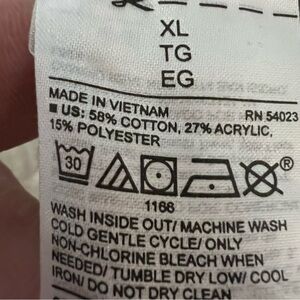 XL
TG
EG
MADE IN VIETNAM RN 54023
■ US: 58% COTTON, 27% ACRYLIC,
15% POLYESTER
30 ®
1166
WASH INSIDE OUT/ MACHINE WASH
COLD GENTLE CYCLE/ ONLY
NON-CHLORINE BLEACH WHEN
NEEDED/ TUMBLE DRY LOW/ COOL
IRON/ DO NOT DRY CLEAN